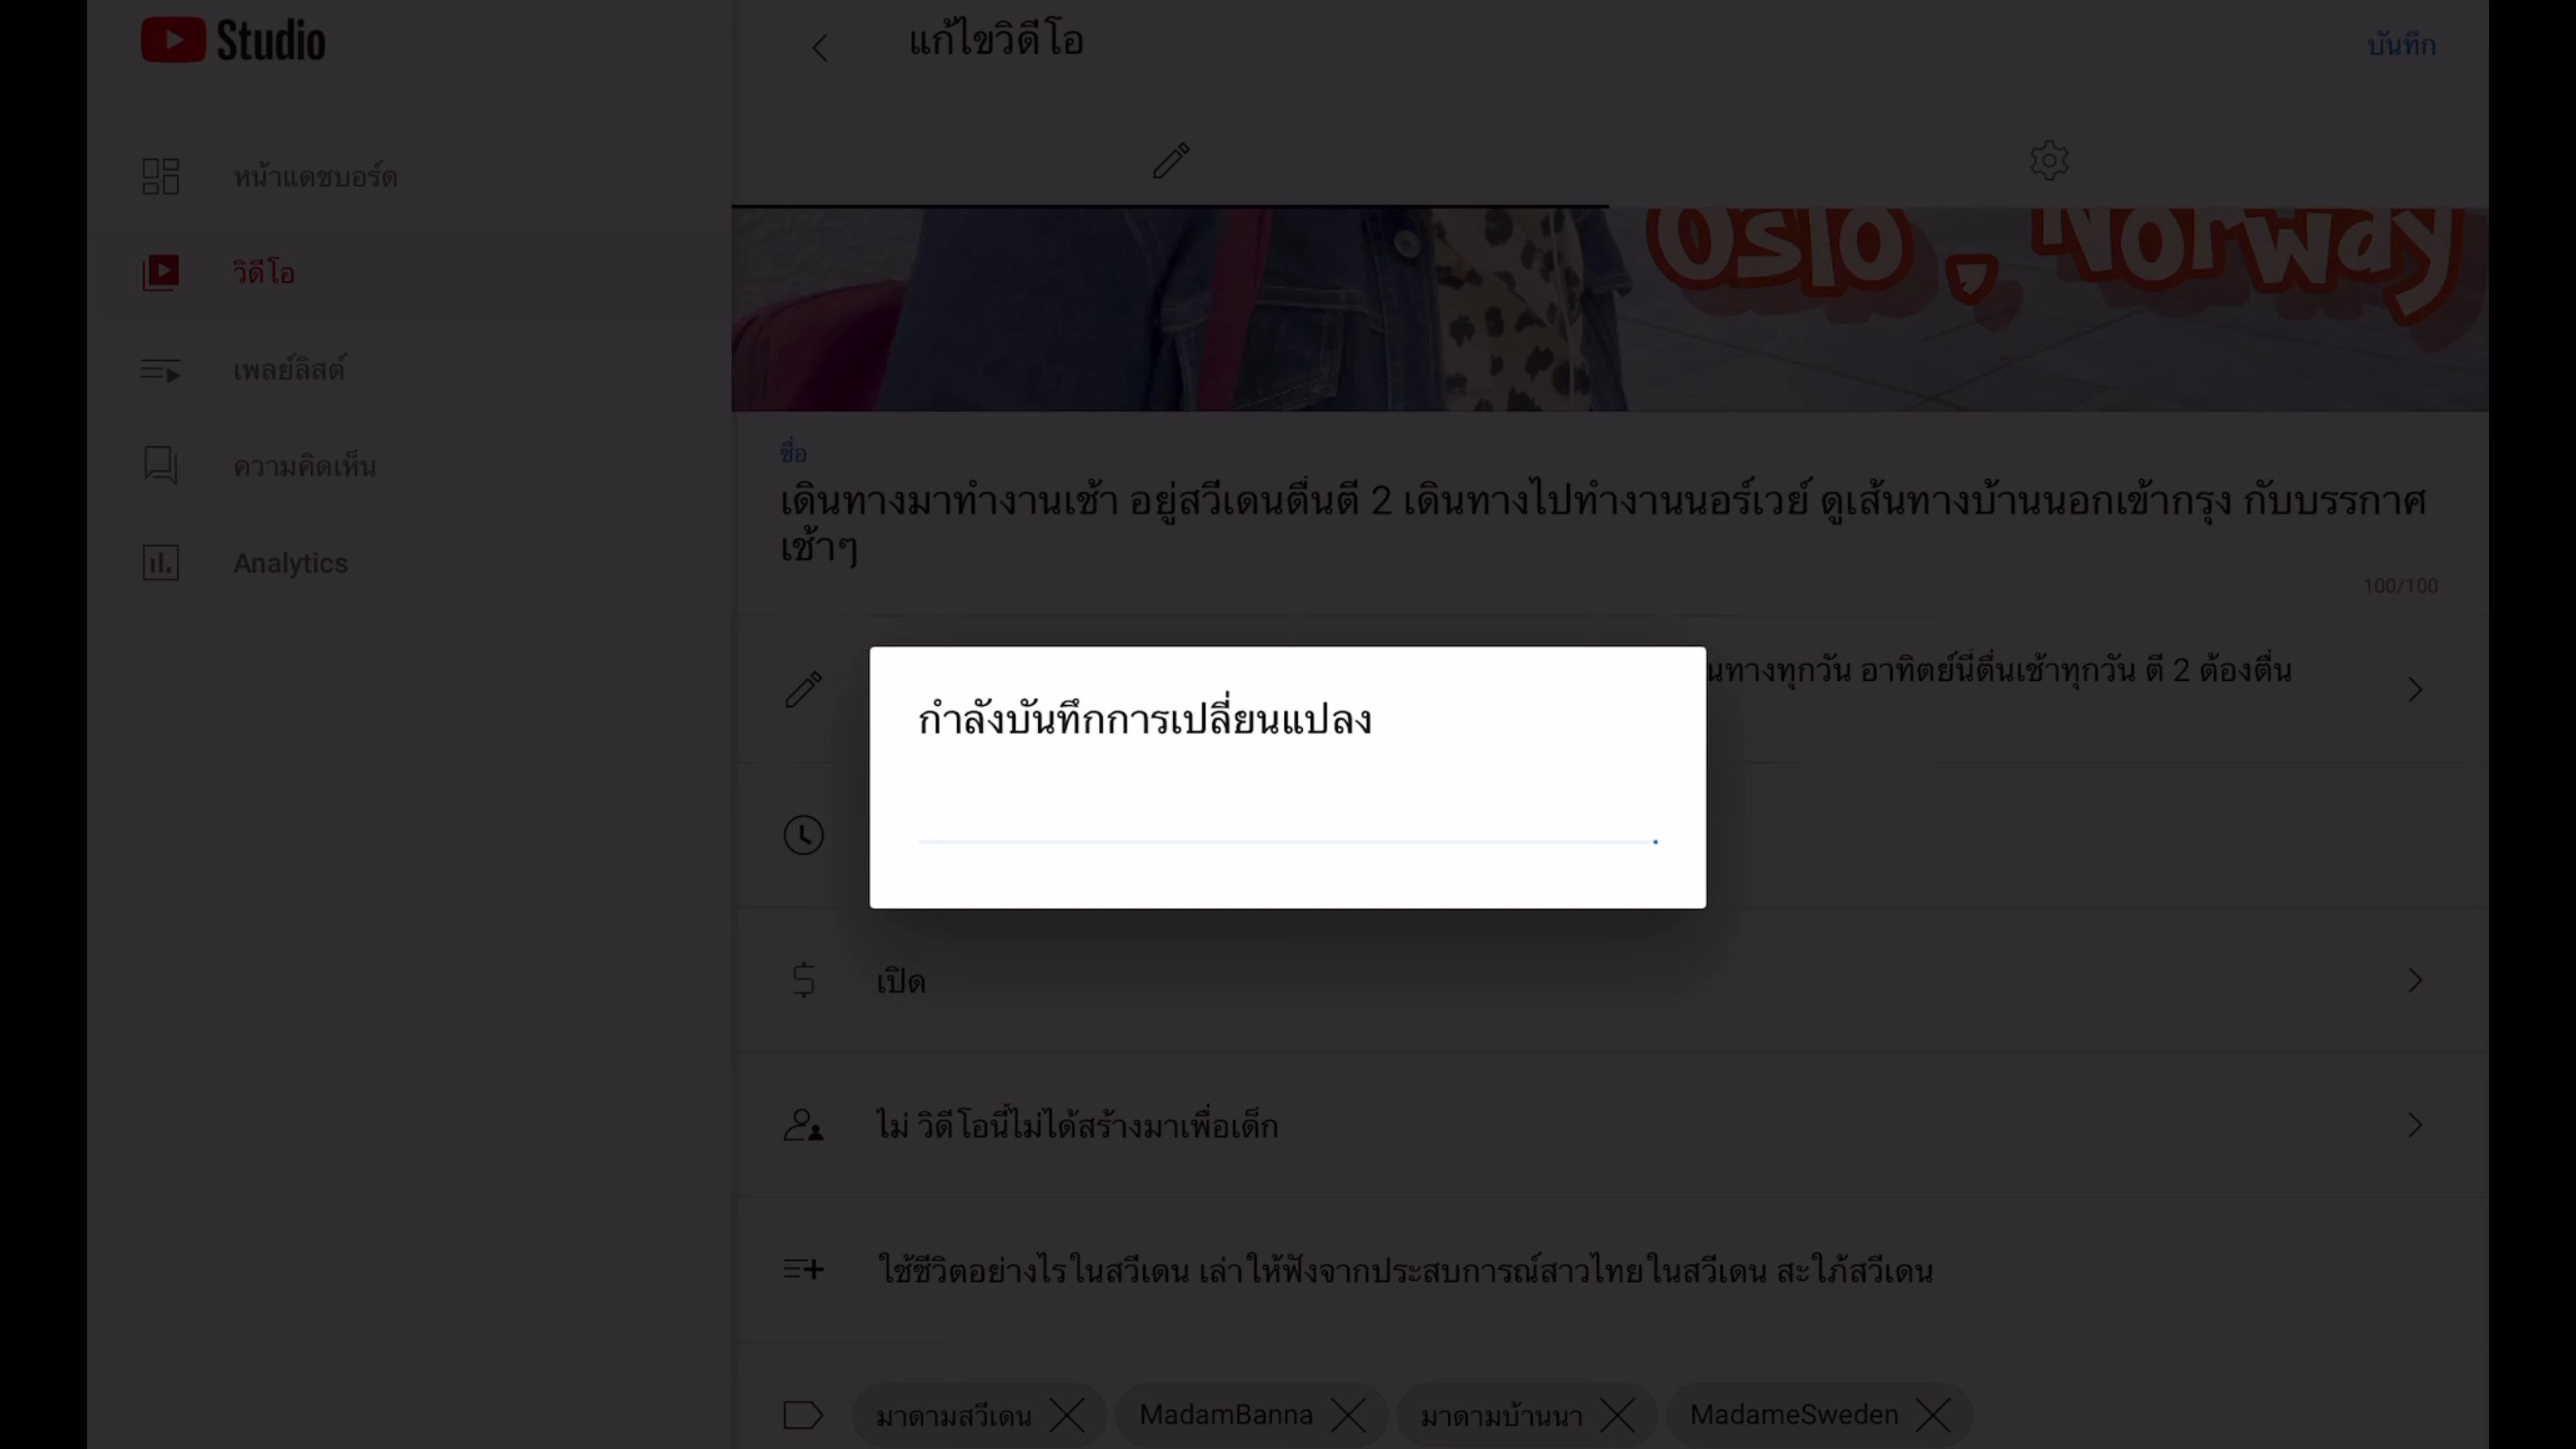 Studio
หน้าแดชบอร์ด
วิดีโอ
เพลย์ลิสต์
ความคิดเห็น
Analytics
แก้ไขวิดีโอ
บันทึก
Oslo , Norway
ชื่อ
เดินทางมาทำงานเช้า อยู่สวีเดนตื่นตี 2 เดินทางไปทำงานนอร์เวย์ ดูเส้นทางบ้านนอกเข้ากรุง กับบรรกาศ
เช้าๆ
100/100
นทางทุกวัน อาทิตย์นี้ตื่นเช้าทุกวัน ตี 2 ต้องตื่น
กำลังบันทึกการเปลี่ยนแปลง
เปิด
ไม่ วิดีโอนี้ไม่ได้สร้างมาเพื่อเด็ก
ใช้ชีวิตอย่างไรในสวีเดน เล่าให้ฟังจากประสบการณ์สาวไทยในสวีเดน สะใภ้สวีเดน
มาดามสวีเดน MadamBanna มาดามบ้านนา MadameSweden